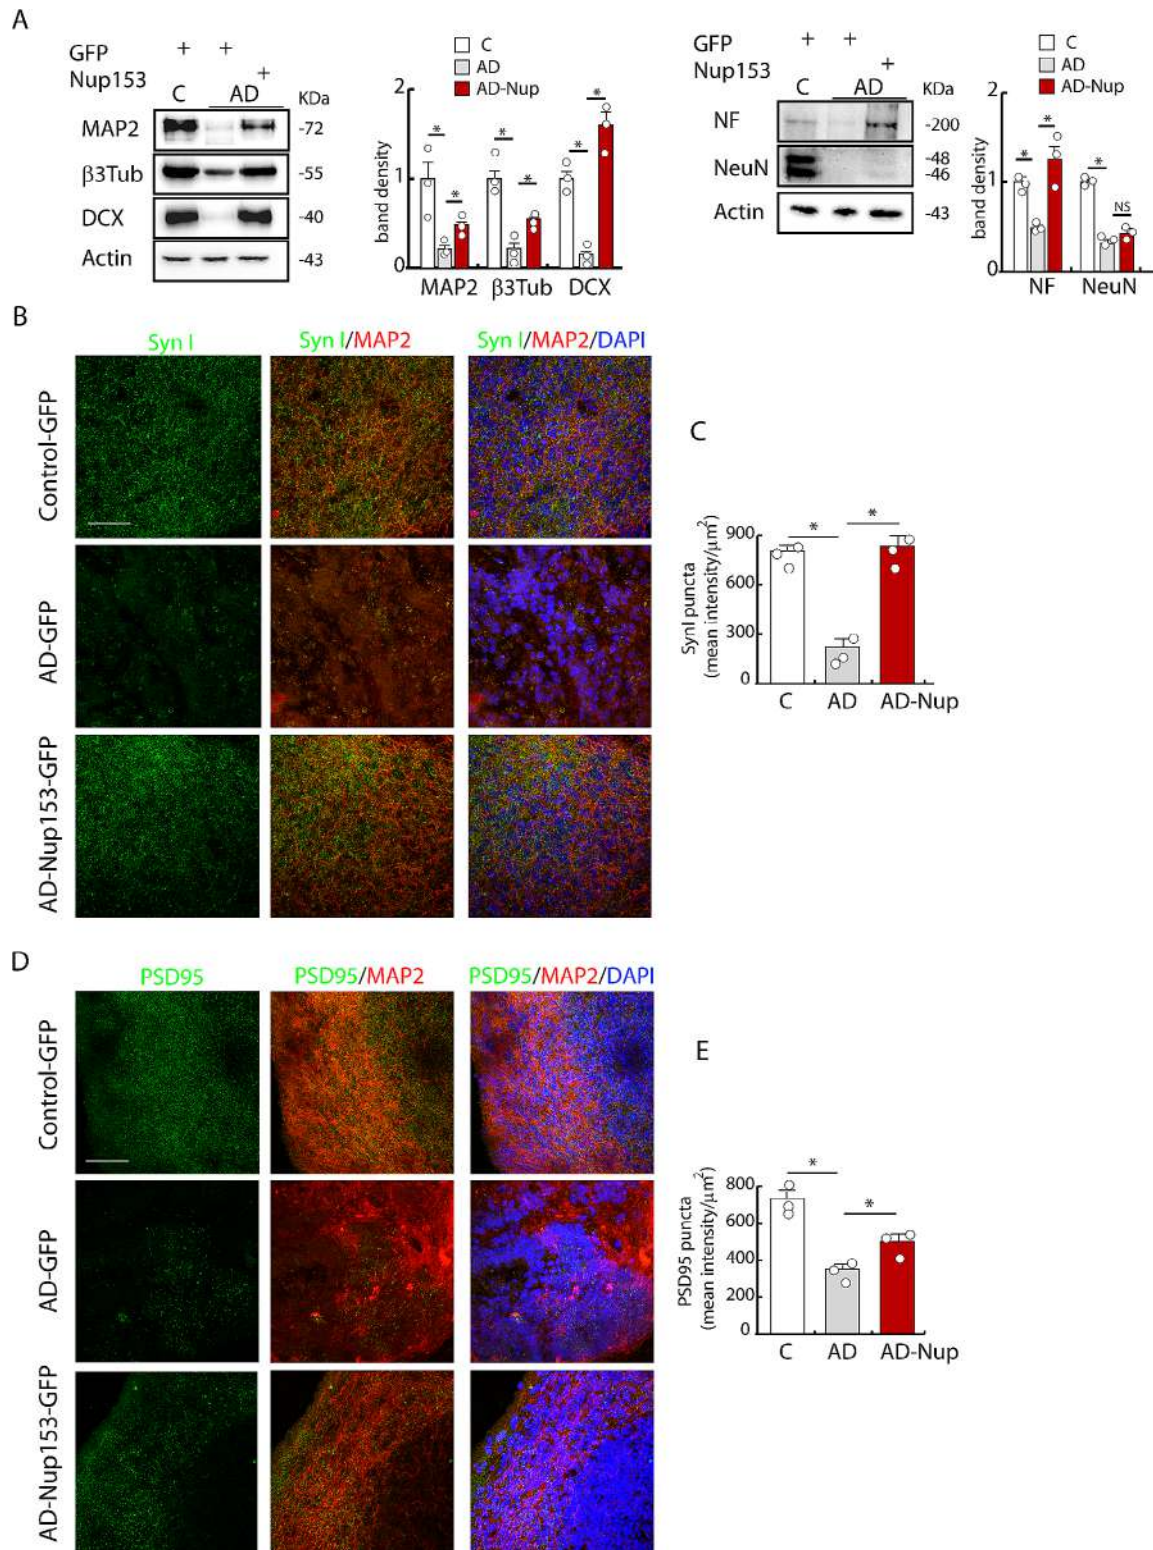 A
GFP + +
Nup153 +
C AD KDa
MAP2 -72
β3Tub -55
DCX -40
Actin -43
C
AD
AD-Nup
band density
2
1
0
* * * * * *
MAP2 β3Tub DCX
GFP + +
Nup153 +
C AD KDa
NF -200
NeuN -48
-46
Actin -43
C
AD
AD-Nup
band density
2
1
0
* * * NS
NF NeuN
B
Syn I Syn I/MAP2 Syn I/MAP2/DAPI
Control-GFP
AD-GFP
AD-Nup153-GFP
C
SynI puncta
(mean intensity/μm²)
900
600
300
0
* *
C AD AD-Nup
D
PSD95 PSD95/MAP2 PSD95/MAP2/DAPI
Control-GFP
AD-GFP
AD-Nup153-GFP
E
PSD95 puncta
(mean intensity/μm²)
800
600
400
200
0
* *
C AD AD-Nup